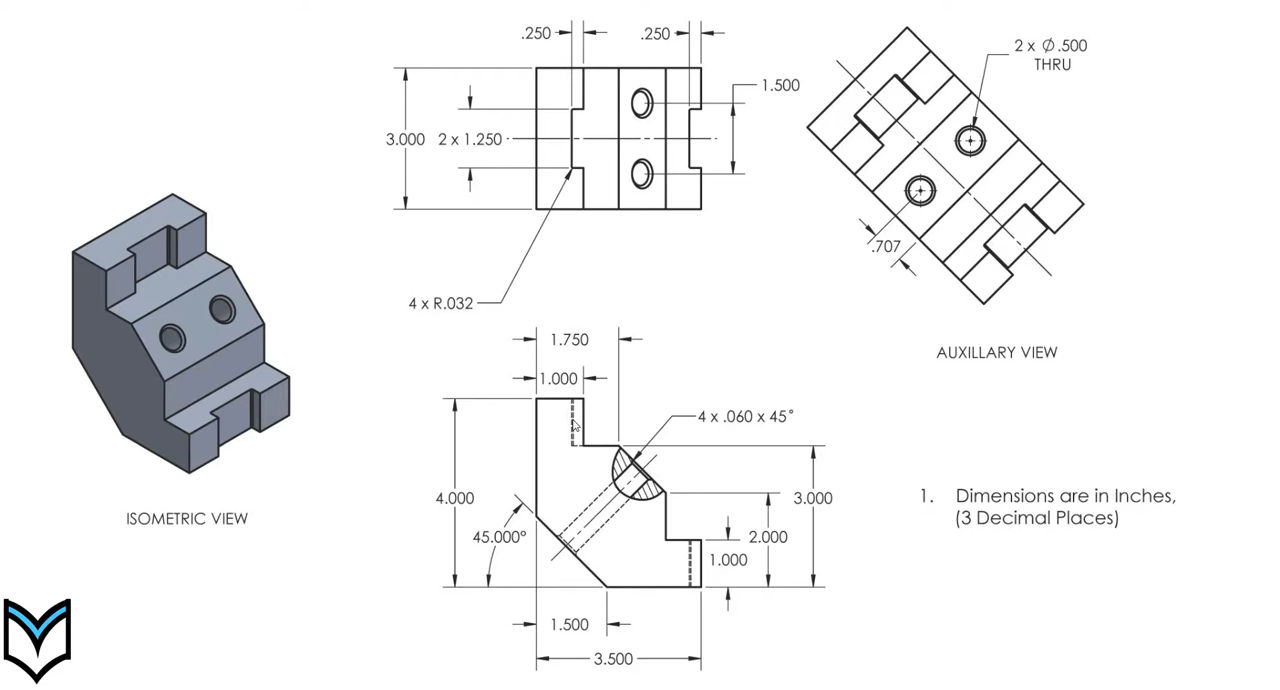 .250
.250
2 x Ø.500
THRU
1.500
3.000
2 x 1.250
.707
4 x R.032
1.750
AUXILLARY VIEW
1.000
4 x .060 x 45°
4.000
3.000
1. Dimensions are in Inches,
(3 Decimal Places)
ISOMETRIC VIEW
45.000°
2.000
1.000
1.500
3.500